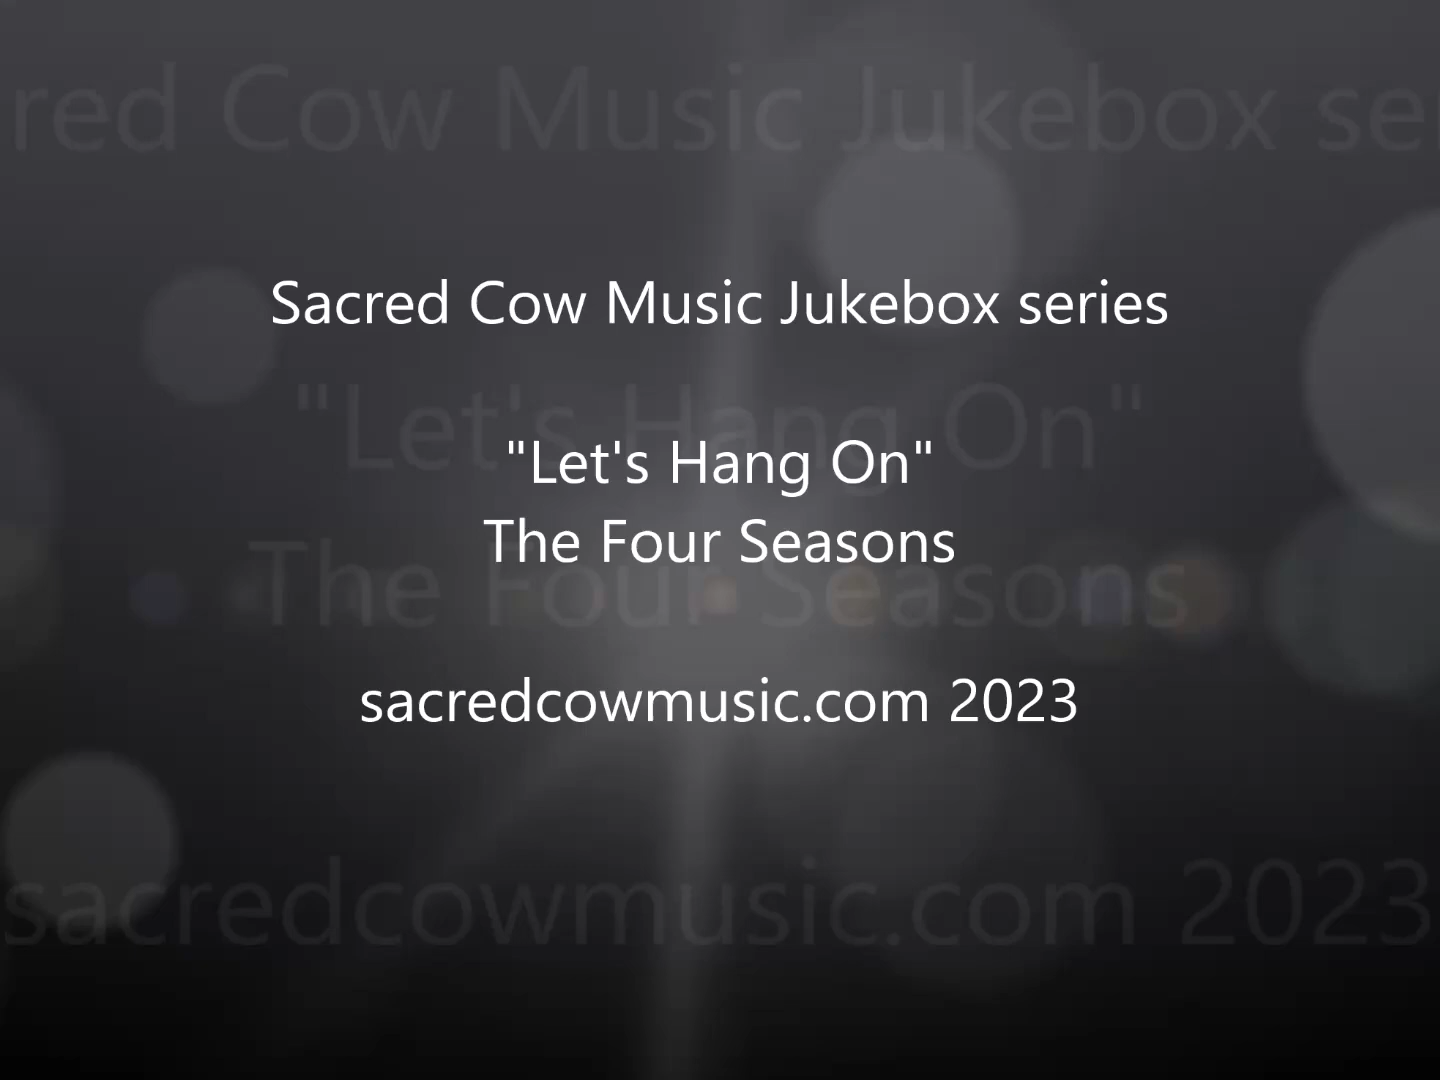 Sacred Cow Music Jukebox series
"Let's Hang On"
The Four Seasons
sacredcowmusic.com 2023